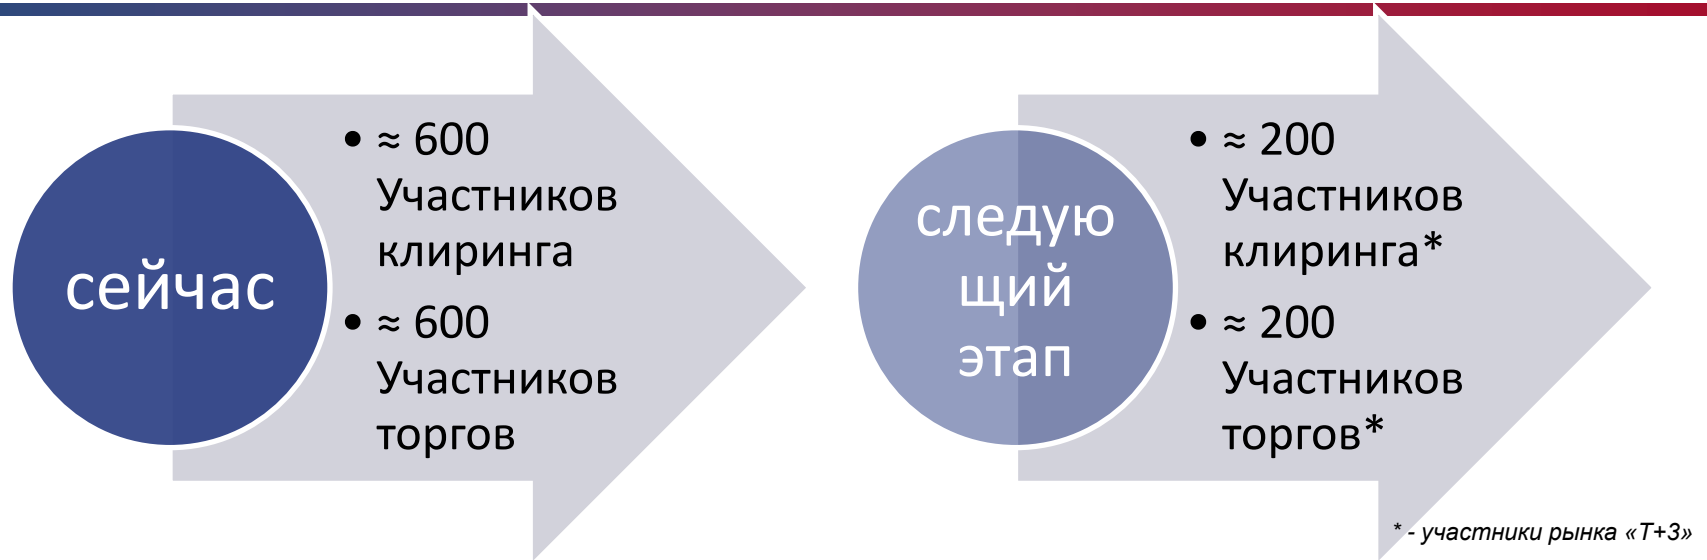 сейчас
• ≈ 600
Участников
клиринга
• ≈ 600
Участников
торгов
следую
щий
этап
• ≈ 200
Участников
клиринга*
• ≈ 200
Участников
торгов*
* - участники рынка «Т+3»